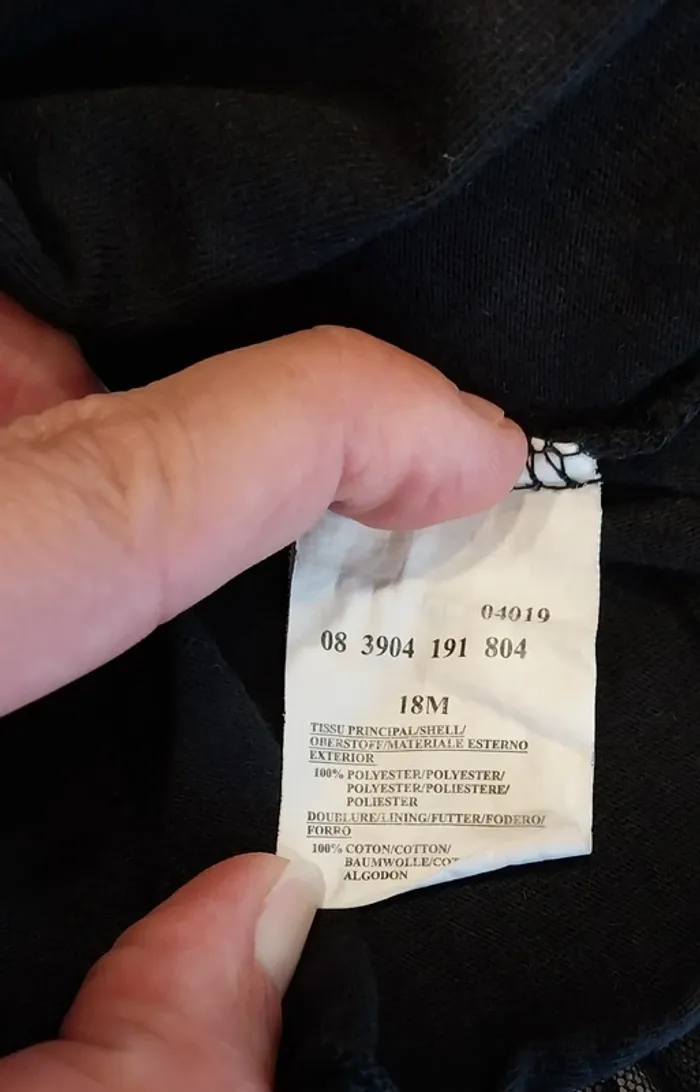 04019
08 3904 191 804
18M
TISSU PRINCIPAL/SHELL/
OBERSTOFF/MATERIALE ESTERNO
EXTERIOR
100% POLYESTER/POLYESTER/
POLYESTER/POLIESTERE/
POLIESTER
DOUBLURE/LINING/FUTTER/FODERO/
FORRO
100% COTON/COTTON/
BAUMWOLLE/COT
ALGODON